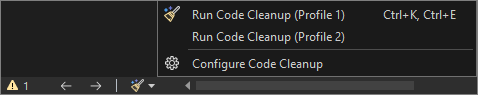 Run Code Cleanup (Profile 1) Ctrl+K, Ctrl+E
Run Code Cleanup (Profile 2)
Configure Code Cleanup
1